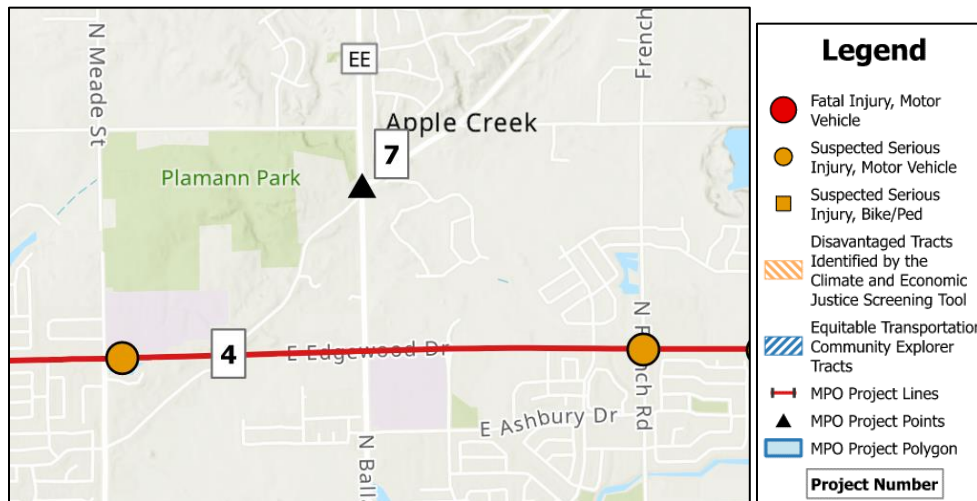 N Meade St
EE
French
Apple Creek
7
Plamann Park
4
E Edgewood Dr
N French Rd
E Ashbury Dr
N Ball
Legend
Fatal Injury, Motor
Vehicle
Suspected Serious
Injury, Motor Vehicle
Suspected Serious
Injury, Bike/Ped
Disavantaged Tracts
Identified by the
Climate and Economic
Justice Screening Tool
Equitable Transportation
Community Explorer
Tracts
MPO Project Lines
MPO Project Points
MPO Project Polygon
Project Number